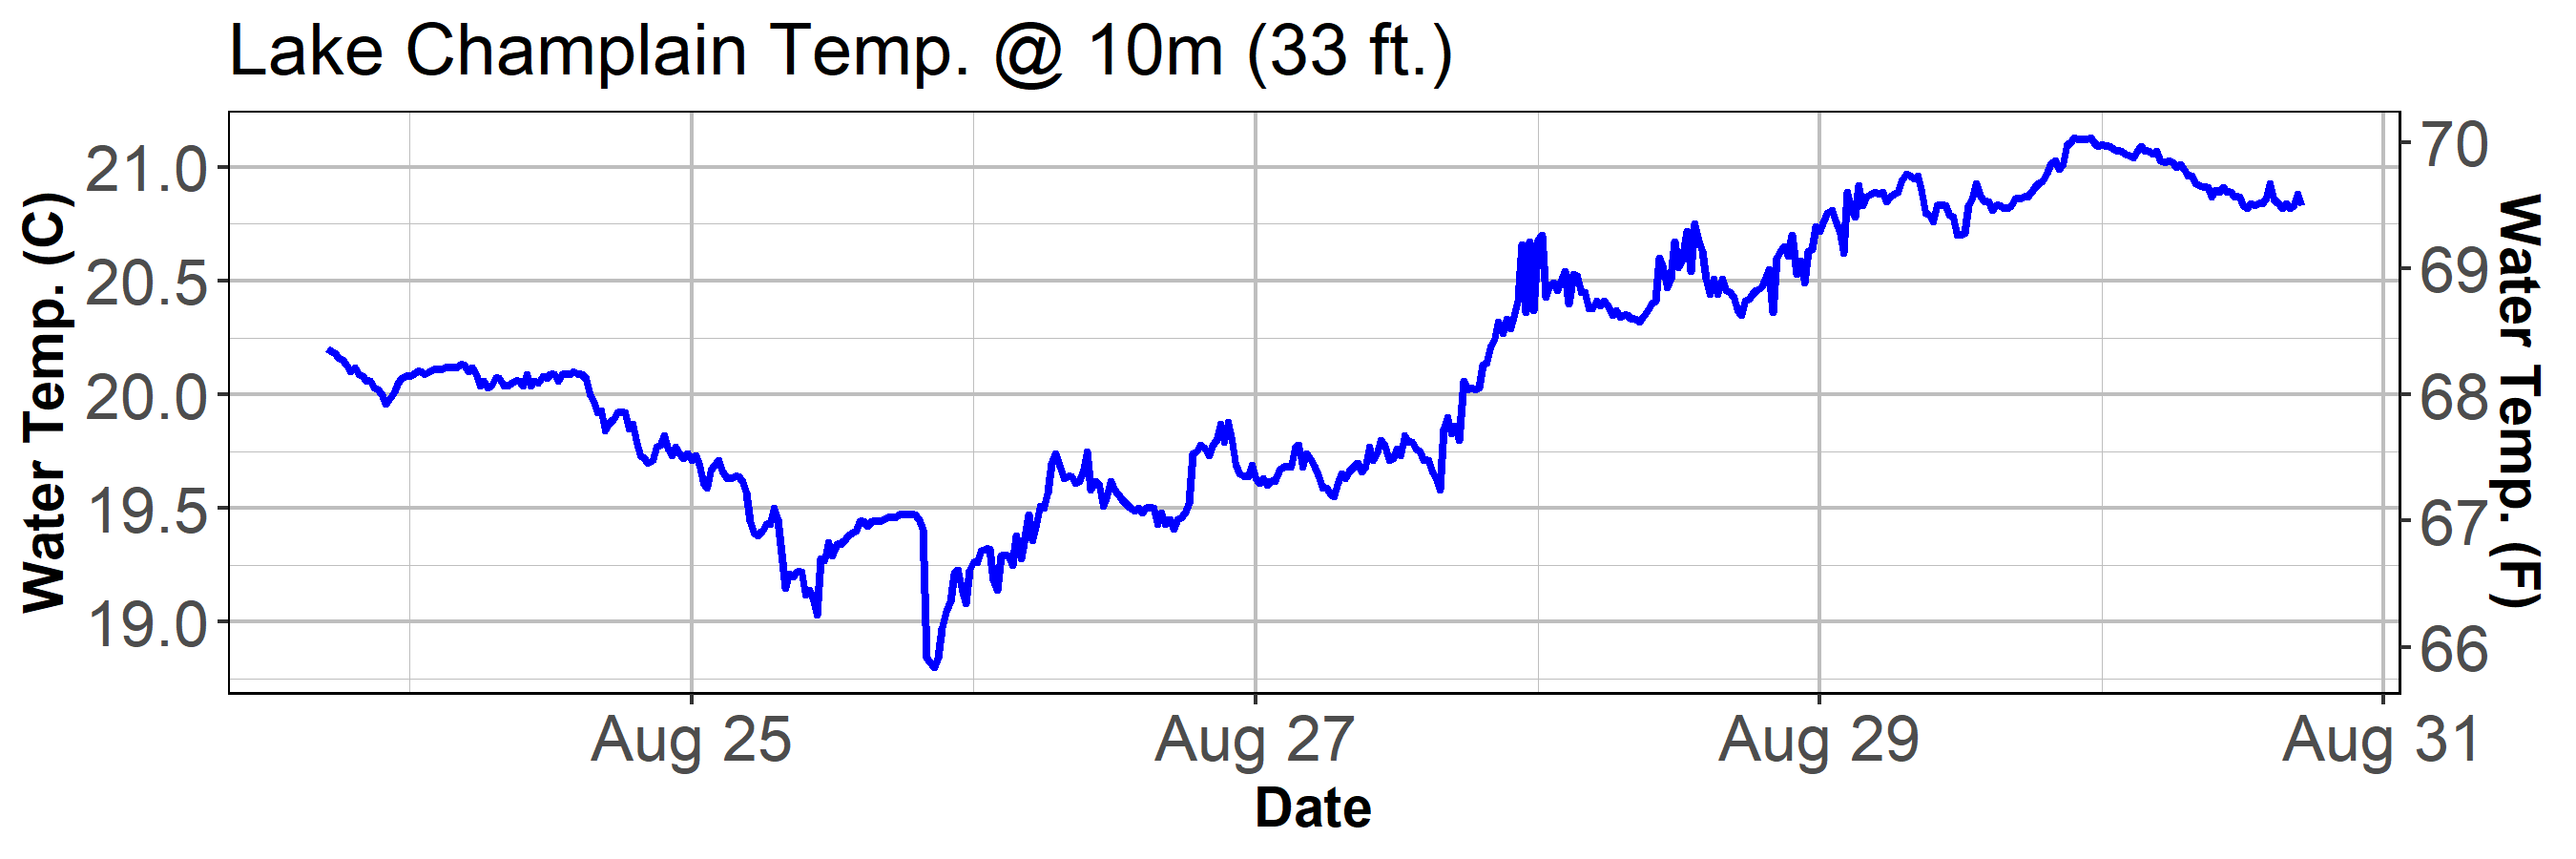 Lake Champlain Temp. @ 10m (33 ft.)
Water Temp. (C)
21.0
20.5
20.0
19.5
19.0
70
69
68
67
66
Water Temp. (F)
Aug 25 Aug 27 Aug 29 Aug 31
Date